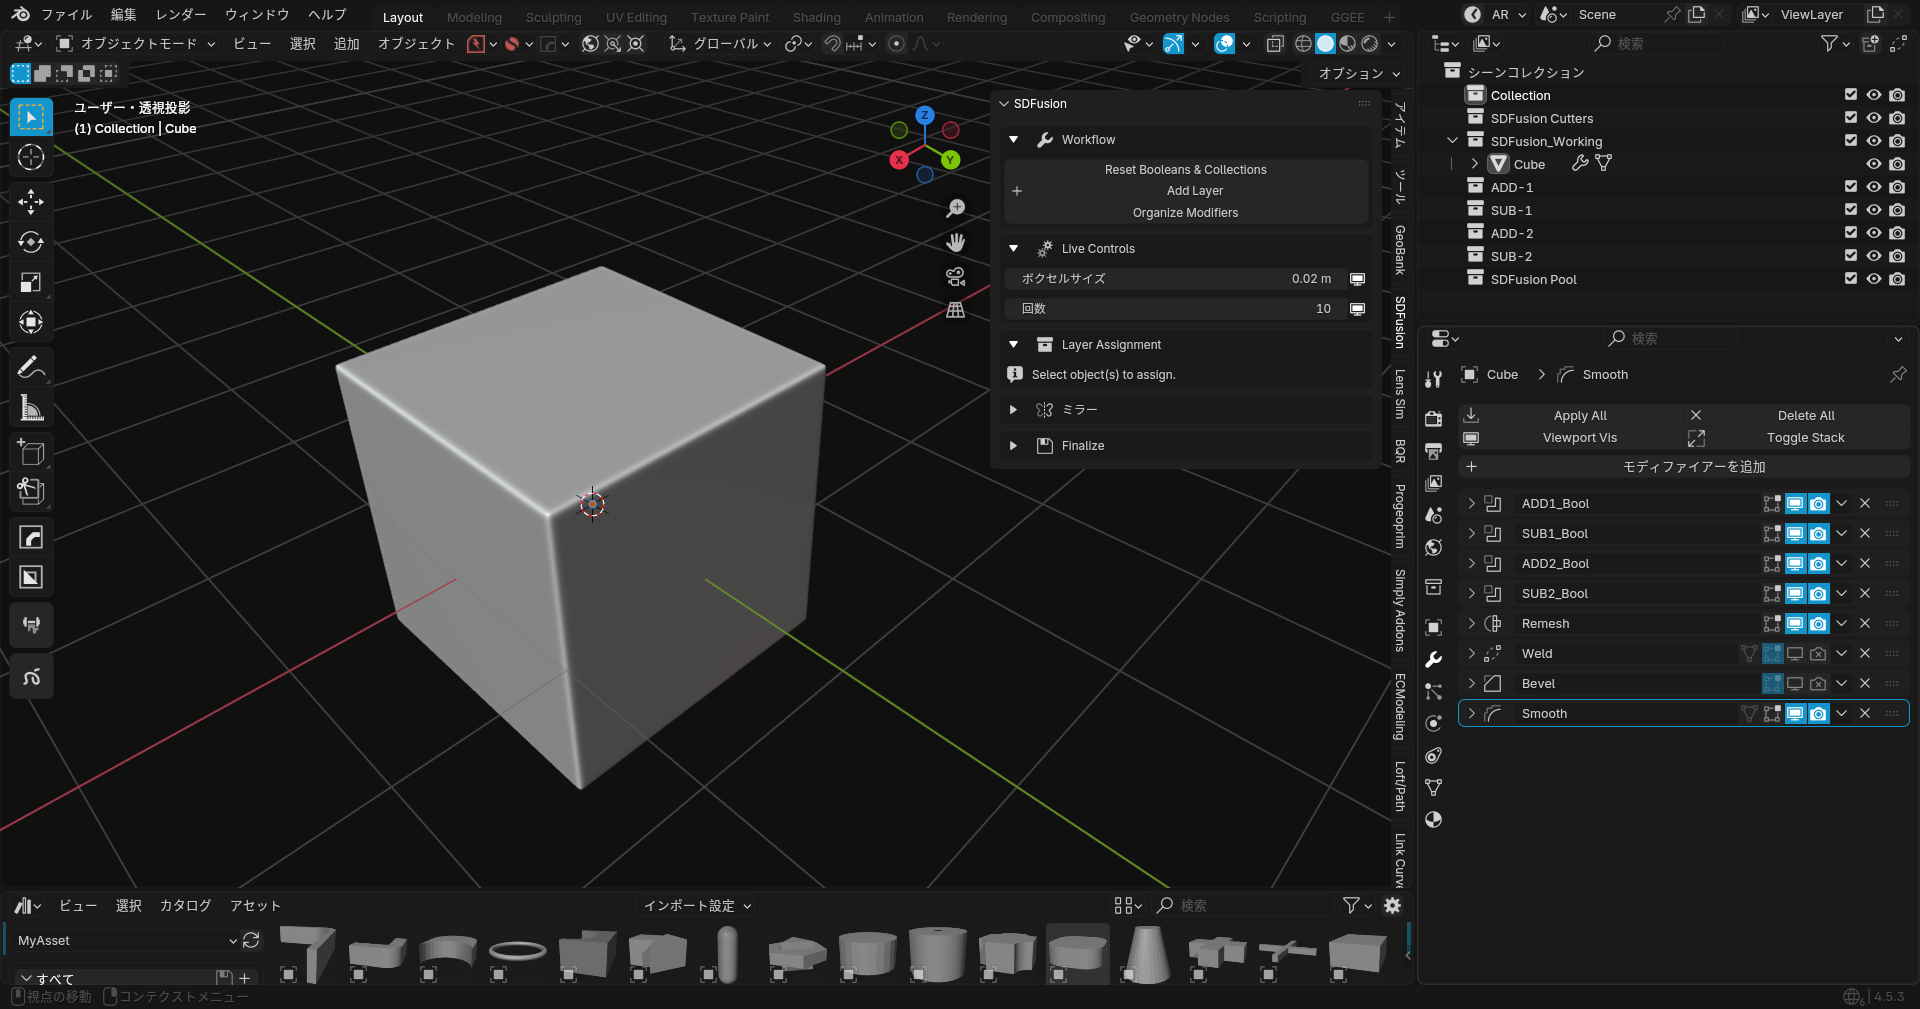 ファイル 編集 レンダー ウィンドウ ヘルプ Layout Modeling Sculpting UV Editing Texture Paint Shading Animation Rendering Compositing Geometry Nodes Scripting GGEE AR Scene ViewLayer
オブジェクトモード ビュー 選択 追加 オブジェクト グローバル
オプション
ユーザー・透視投影
(1) Collection | Cube
Z
X
Y
SDFusion
Workflow
Reset Booleans & Collections
Add Layer
Organize Modifiers
Live Controls
ボクセルサイズ 0.02 m
回数 10
Layer Assignment
Select object(s) to assign.
ミラー
Finalize
アイテム
ツール
GeoBank
SDFusion
Lens Sim
BQR
Progeoprim
Simply Addons
ECModeling
Loft/Path
Link Curve
検索
シーンコレクション
Collection
SDFusion Cutters
SDFusion_Working
Cube
ADD-1
SUB-1
ADD-2
SUB-2
SDFusion Pool
検索
Cube Smooth
Apply All Delete All
Viewport Vis Toggle Stack
モディファイアーを追加
ADD1_Bool
SUB1_Bool
ADD2_Bool
SUB2_Bool
Remesh
Weld
Bevel
Smooth
ビュー 選択 カタログ アセット インポート設定 検索
MyAsset
すべて
視点の移動 コンテクストメニュー 6 4.5.3